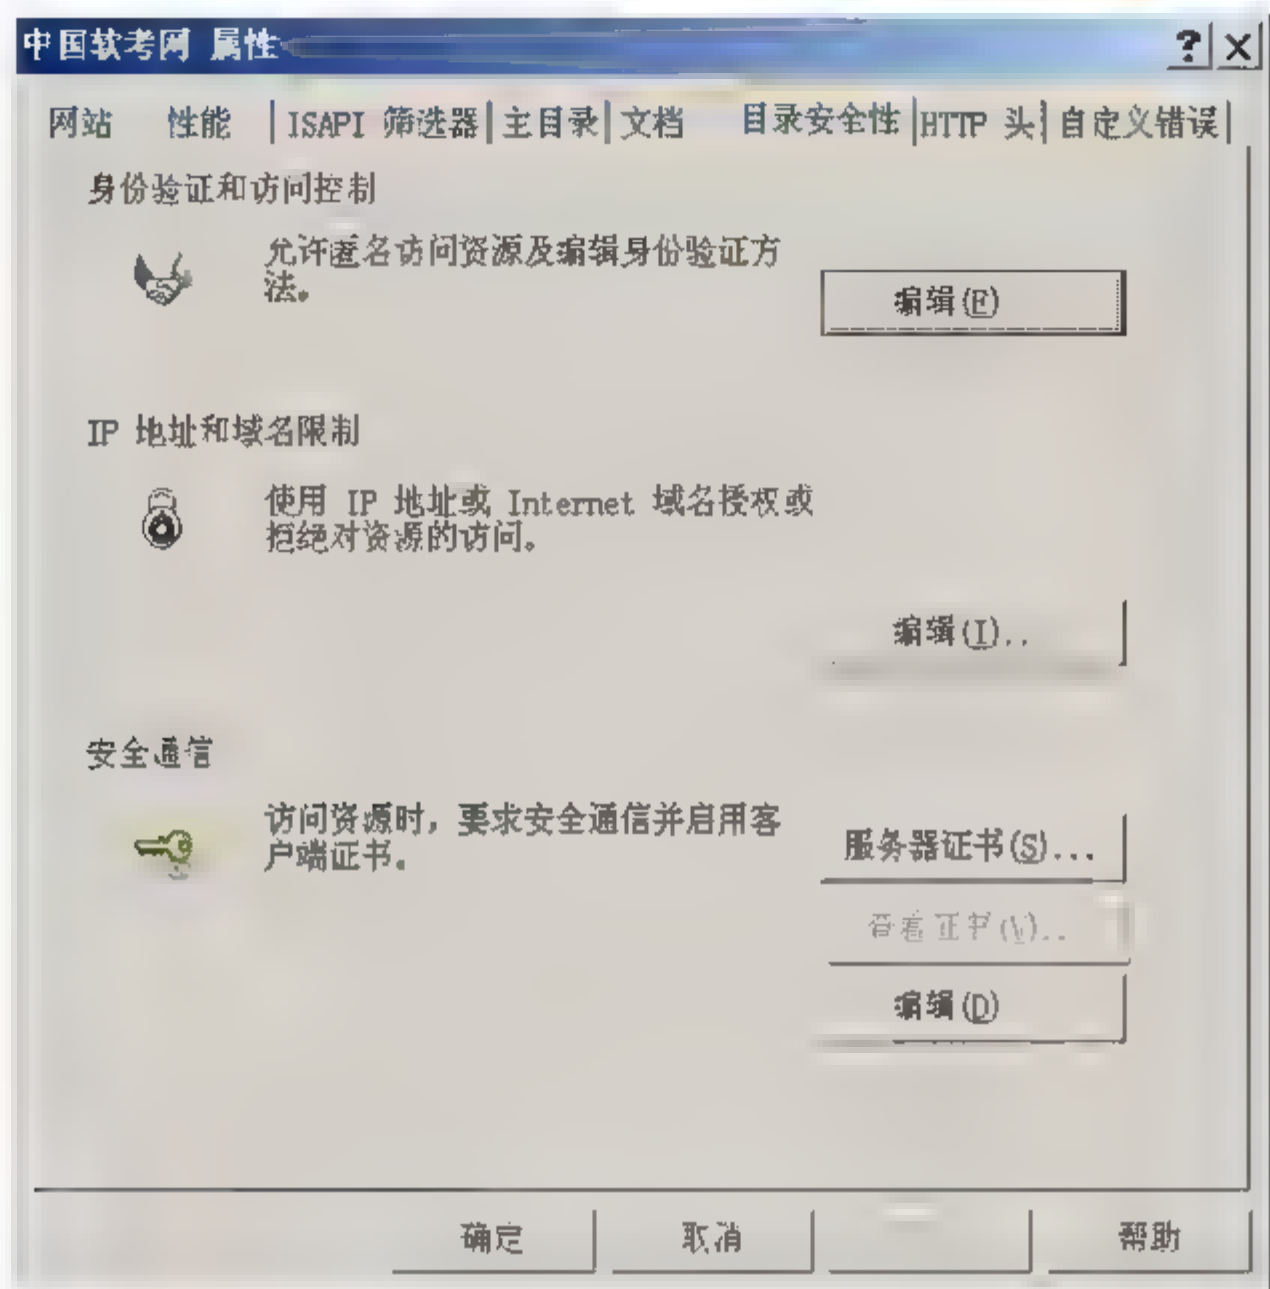 中国软考网 属性
网站 性能 ISAPI 筛选器 主目录 文档 目录安全性 HTTP 头 自定义错误
身份验证和访问控制
允许匿名访问资源及编辑身份验证方
法。
编辑(E)
IP 地址和域名限制
使用 IP 地址或 Internet 域名授权或
拒绝对资源的访问。
编辑(I)..
安全通信
访问资源时，要求安全通信并启用客
户端证书。
服务器证书(S)...
查看证书(V)..
编辑(D)
确定 取消 帮助